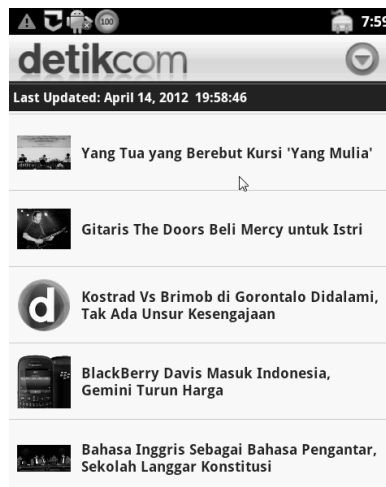 100
7:59
detikcom
Last Updated: April 14, 2012 19:58:46
Yang Tua yang Berebut Kursi 'Yang Mulia'
Gitaris The Doors Beli Mercy untuk Istri
d
Kostrad Vs Brimob di Gorontalo Didalami,
Tak Ada Unsur Kesengajaan
BlackBerry Davis Masuk Indonesia,
Gemini Turun Harga
Bahasa Inggris Sebagai Bahasa Pengantar,
Sekolah Langgar Konstitusi